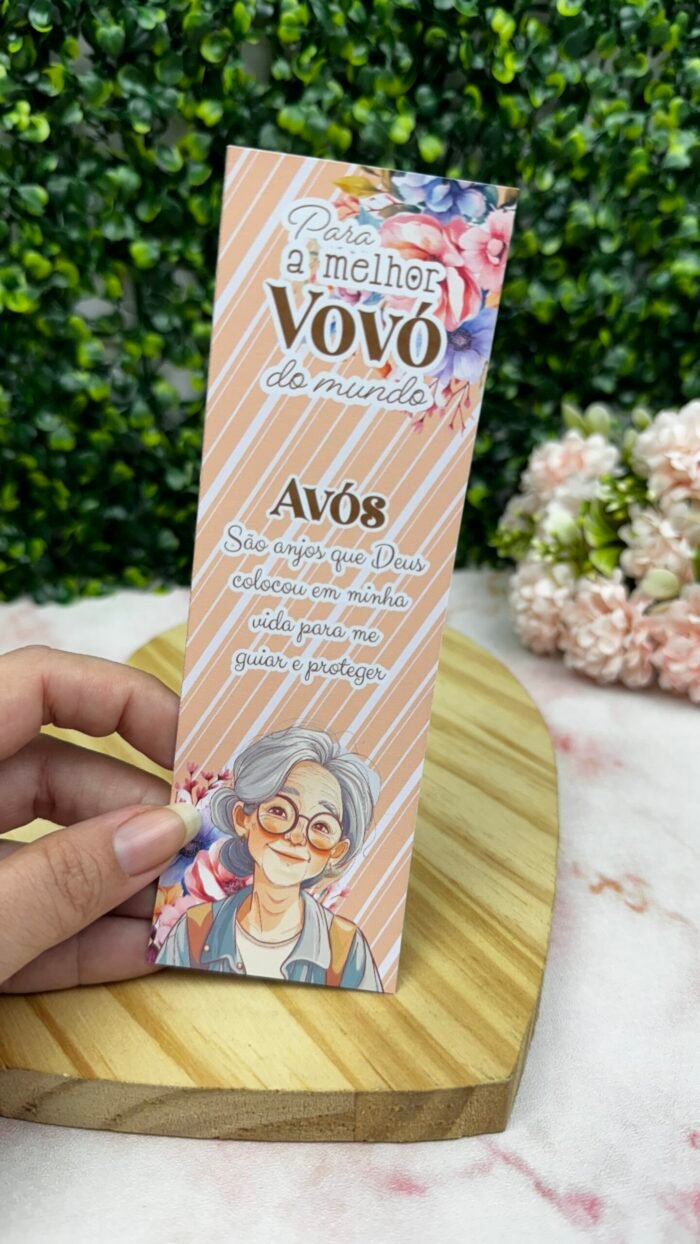 Para
a melhor
Vovó
do mundo
Avós
São anjos que Deus
colocou em minha
vida para me
guiar e proteger